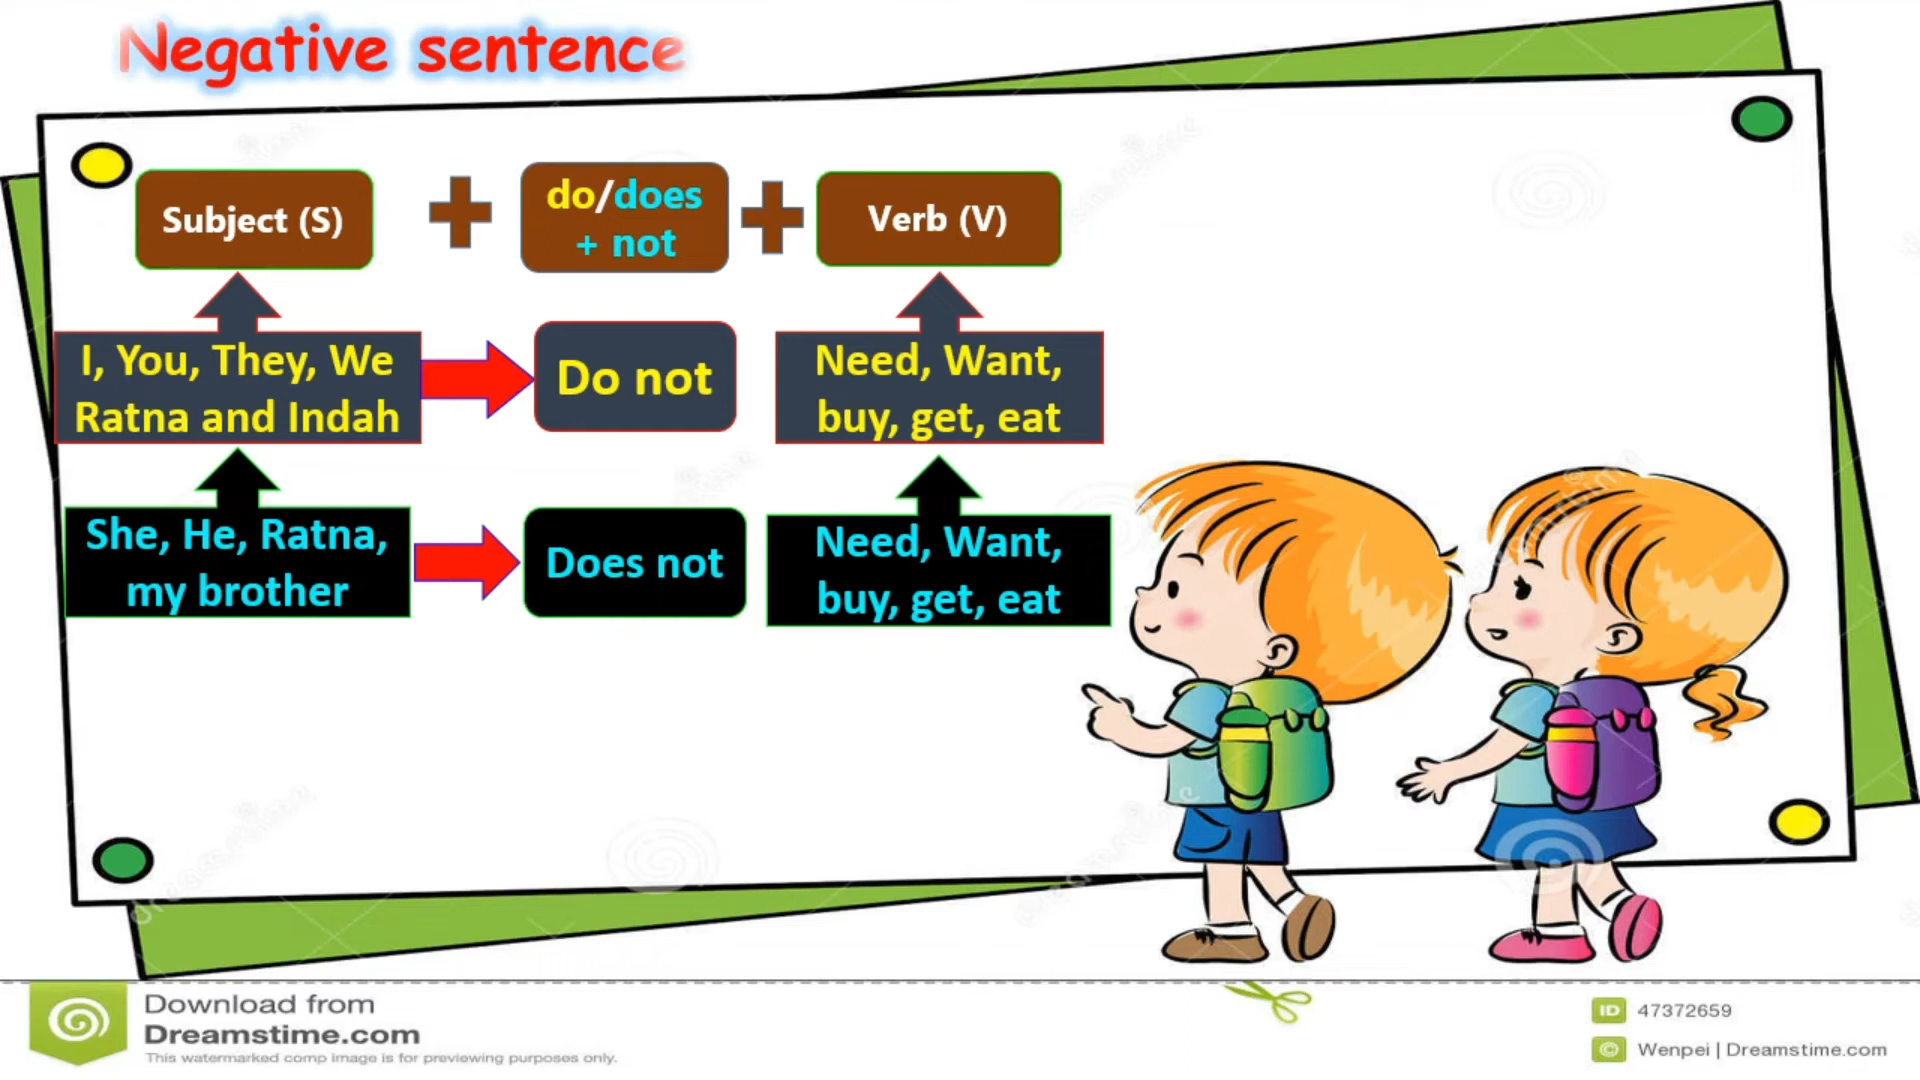 Negative sentence
Subject (S)
do/does
+ not
Verb (V)
I, You, They, We
Ratna and Indah
Do not
Need, Want,
buy, get, eat
She, He, Ratna,
my brother
Does not
Need, Want,
buy, get, eat
Download from
Dreamstime.com
This watermarked comp image is for previewing purposes only.
ID 47372659
© Wenpei | Dreamstime.com